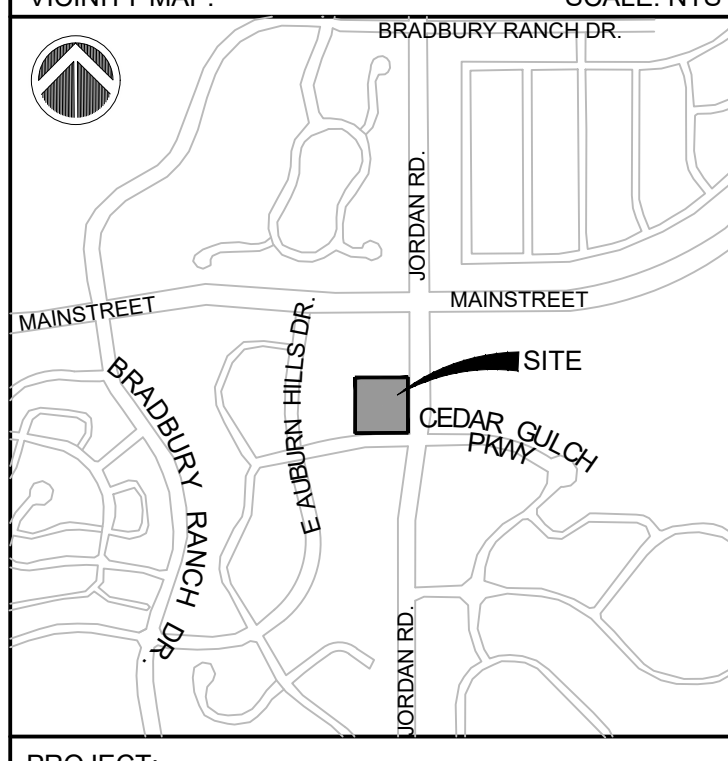 VICINITY MAP: SCALE: NTS
BRADBURY RANCH DR.
JORDAN RD.
MAINSTREET
MAINSTREET
E AUBURN HILLS DR.
SITE
BRADBURY RANCH DR.
CEDAR GULCH
PKWY
JORDAN RD.
PROJECT: